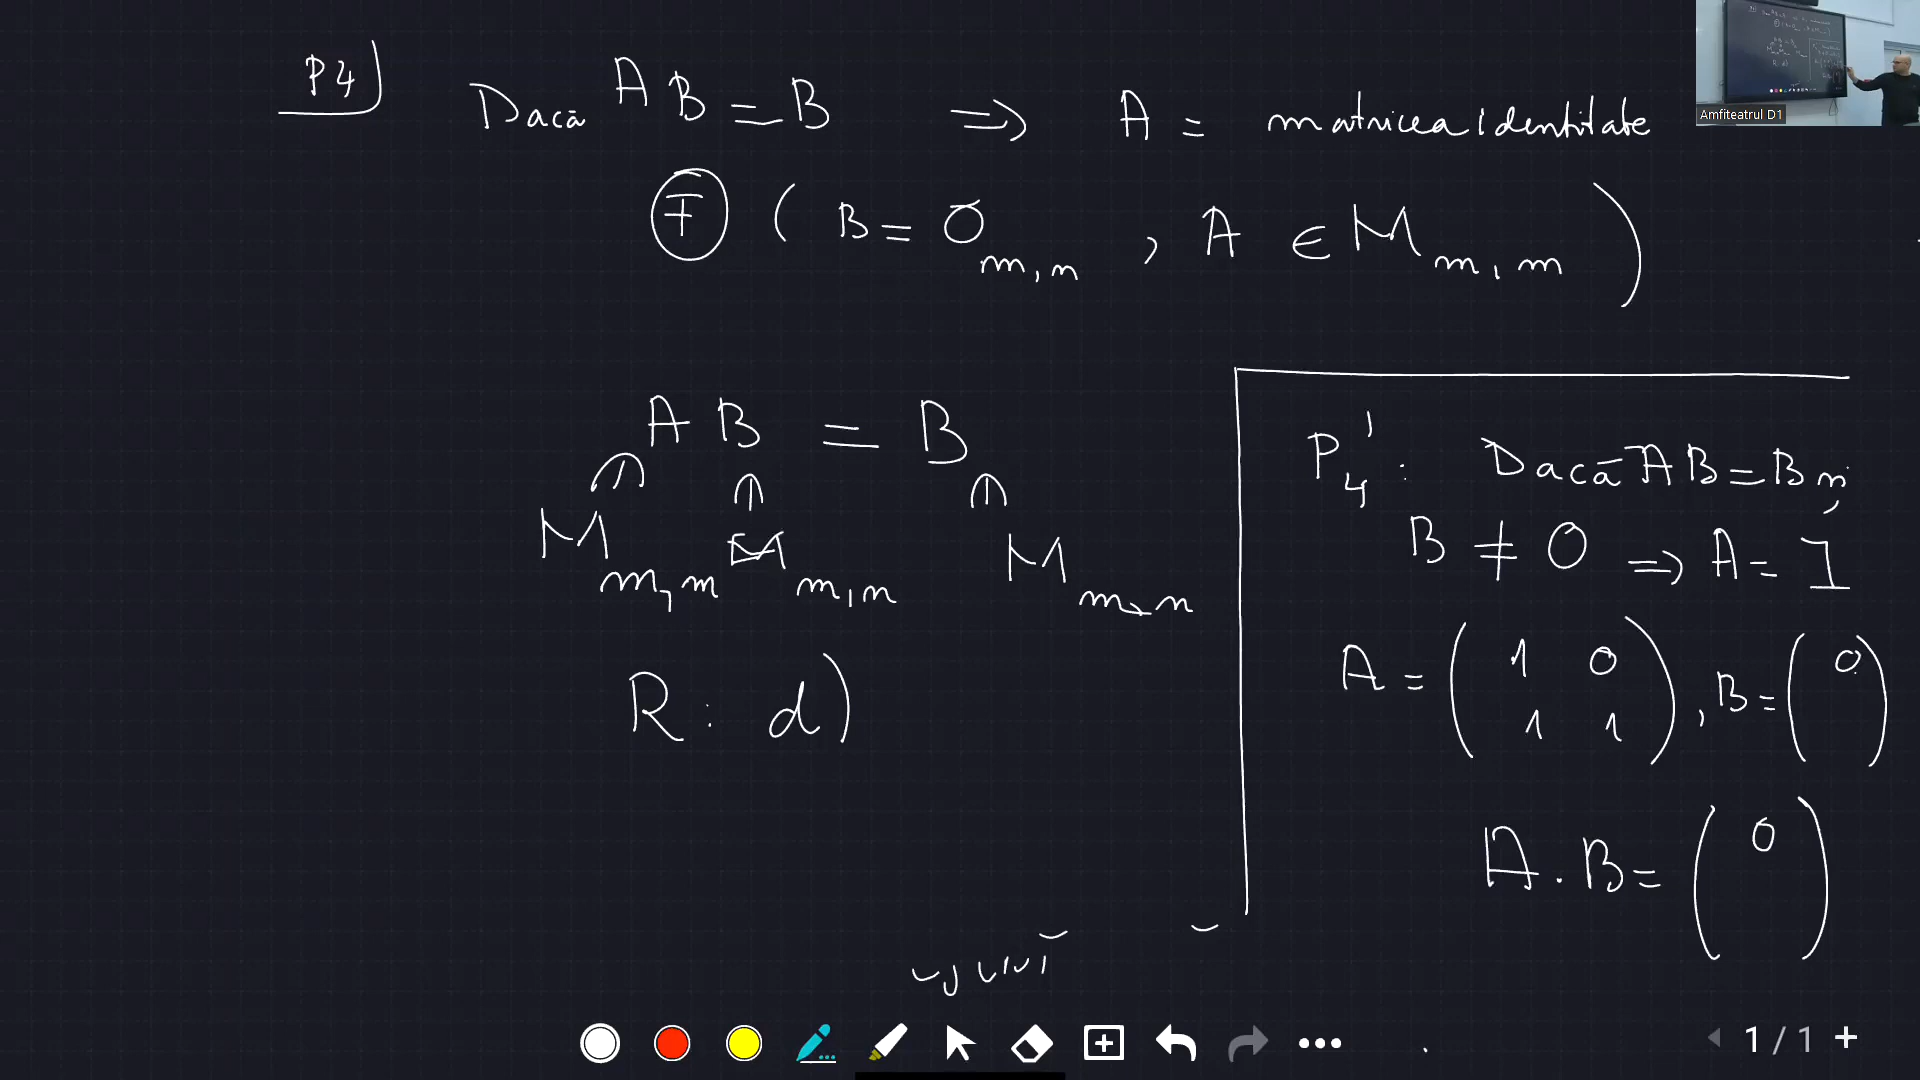 P4
Dacă AB = B ⇒ A = matricea identitate
F ( B = O m,n , A ∈ M m,m )
A B = B
M m,m M m,n M m,n
R : d)
P4' : Dacă AB = B și
B ≠ 0 ⇒ A = I
A = ( 1 0
1 1 ) , B = ( 0 )
A . B = ( 0 )
Amfiteatrul D1
1 / 1